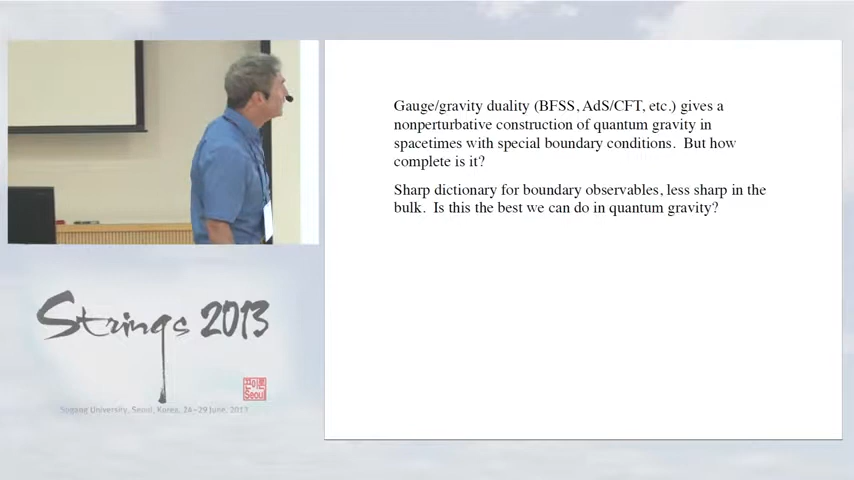 Gauge/gravity duality (BFSS, AdS/CFT, etc.) gives a
nonperturbative construction of quantum gravity in
spacetimes with special boundary conditions.  But how
complete is it?
Sharp dictionary for boundary observables, less sharp in the
bulk.  Is this the best we can do in quantum gravity?
Strings 2013
Seoul
Sogang University, Seoul, Korea, 24-29 June, 2013